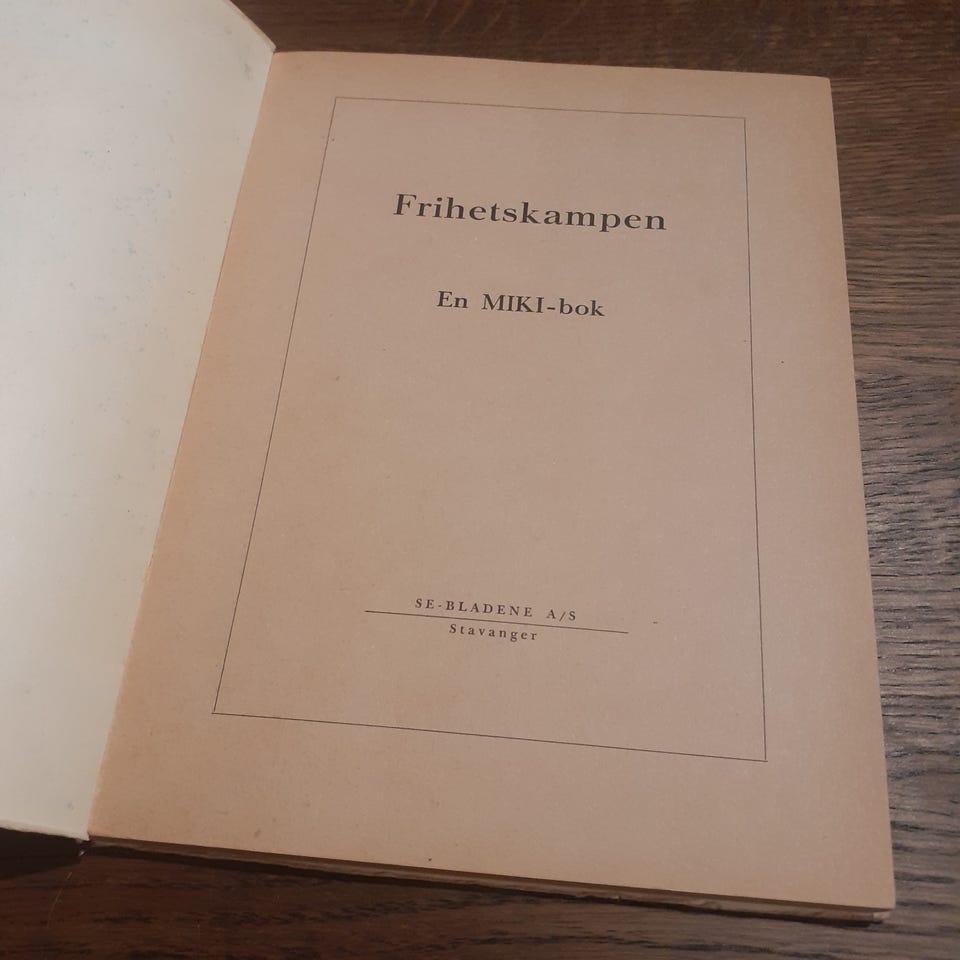 Frihetskampen
En MIKI-bok
SE-BLADENE A/S
Stavanger